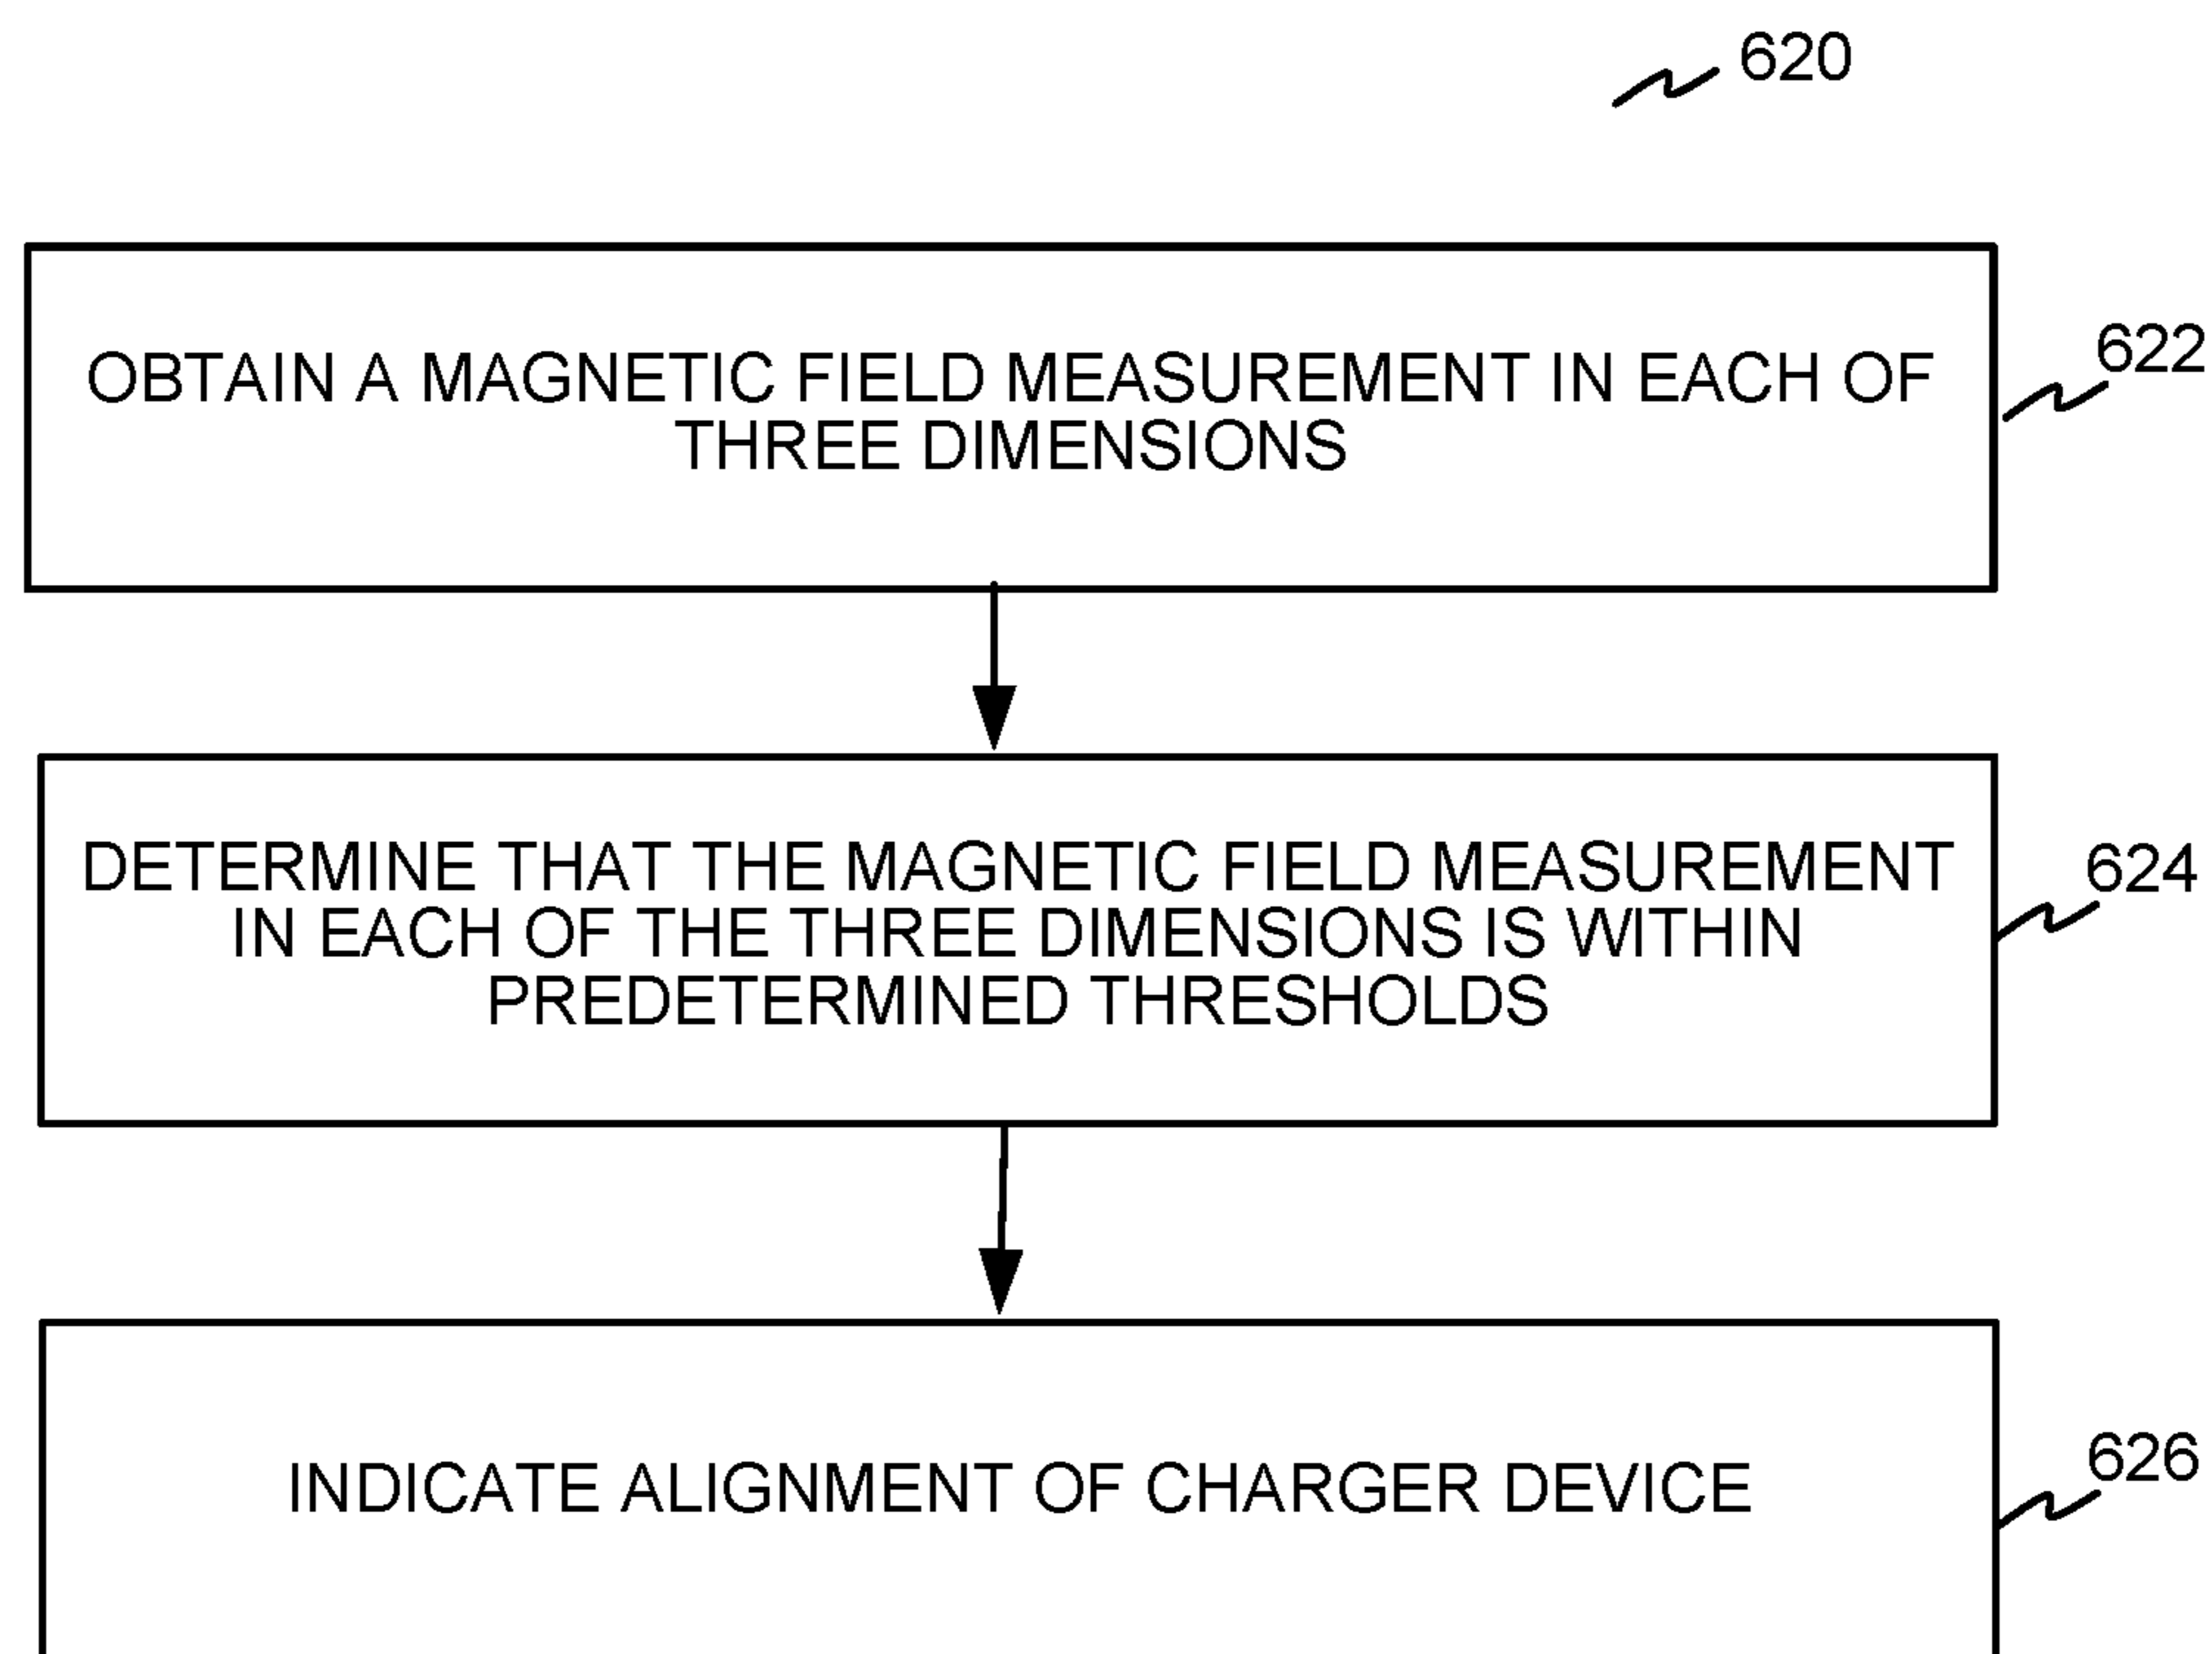 620
OBTAIN A MAGNETIC FIELD MEASUREMENT IN EACH OF
THREE DIMENSIONS
622
DETERMINE THAT THE MAGNETIC FIELD MEASUREMENT
IN EACH OF THE THREE DIMENSIONS IS WITHIN
PREDETERMINED THRESHOLDS
624
INDICATE ALIGNMENT OF CHARGER DEVICE
626